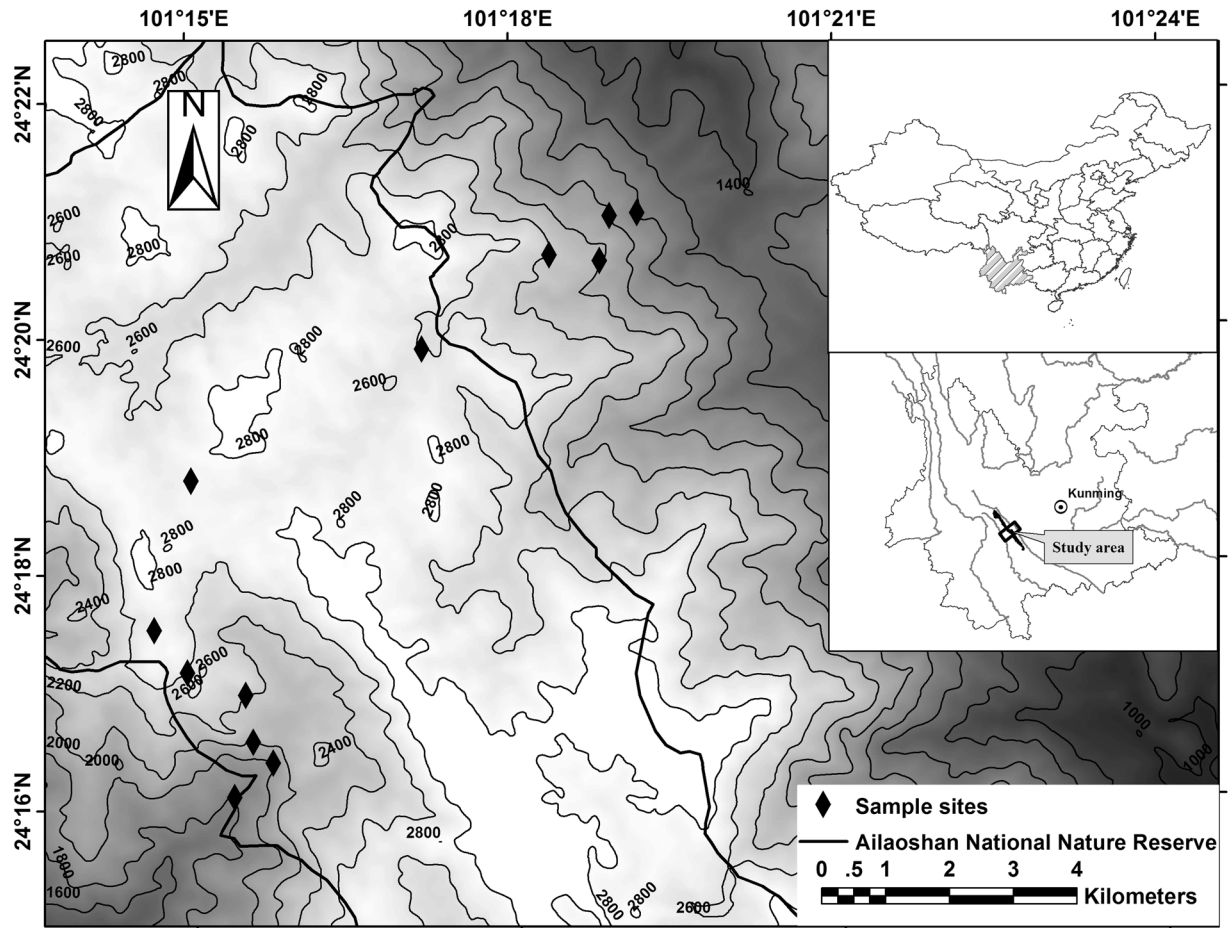 101°15'E 101°18'E 101°21'E 101°24'E
24°22'N
24°20'N
24°18'N
24°16'N
N
2800
2800
2800
2800
2800
1400
2600
2800
2600
2800
2600
2600
2800
2600
2800
2800
2800
2800
2800
2800
2400
2600
2600
2200
2000
2000
2400
1000
1000
2800
1800
1600
2800
2800
2600
Kunming
Study area
Sample sites
Ailaoshan National Nature Reserve
0 .5 1 2 3 4
Kilometers